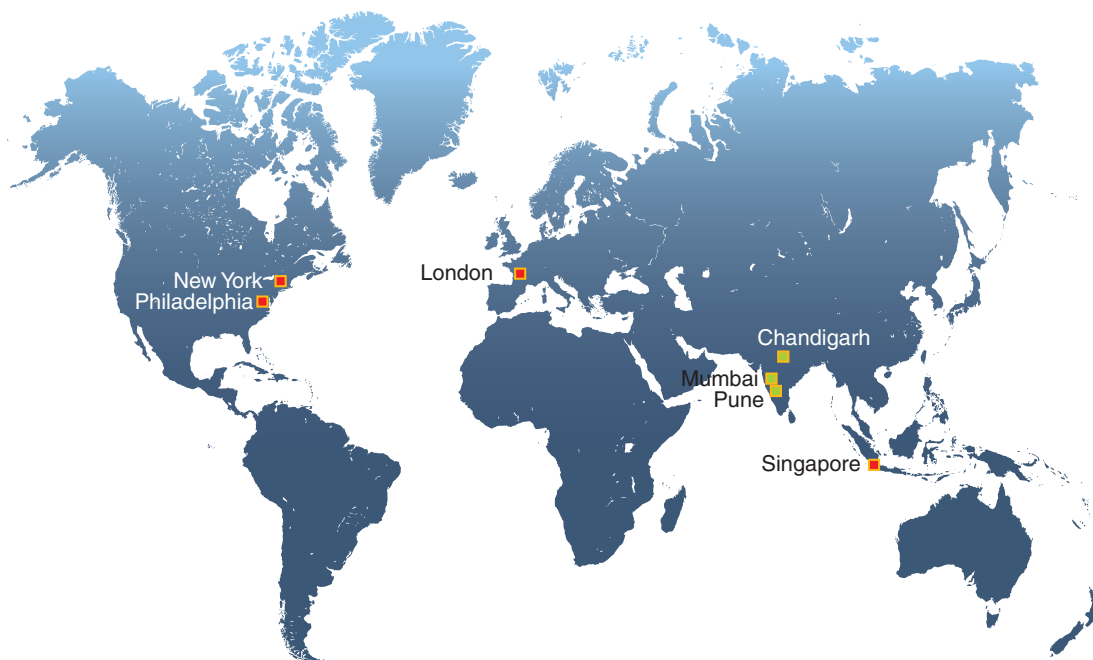 New York
Philadelphia
London
Chandigarh
Mumbai
Pune
Singapore